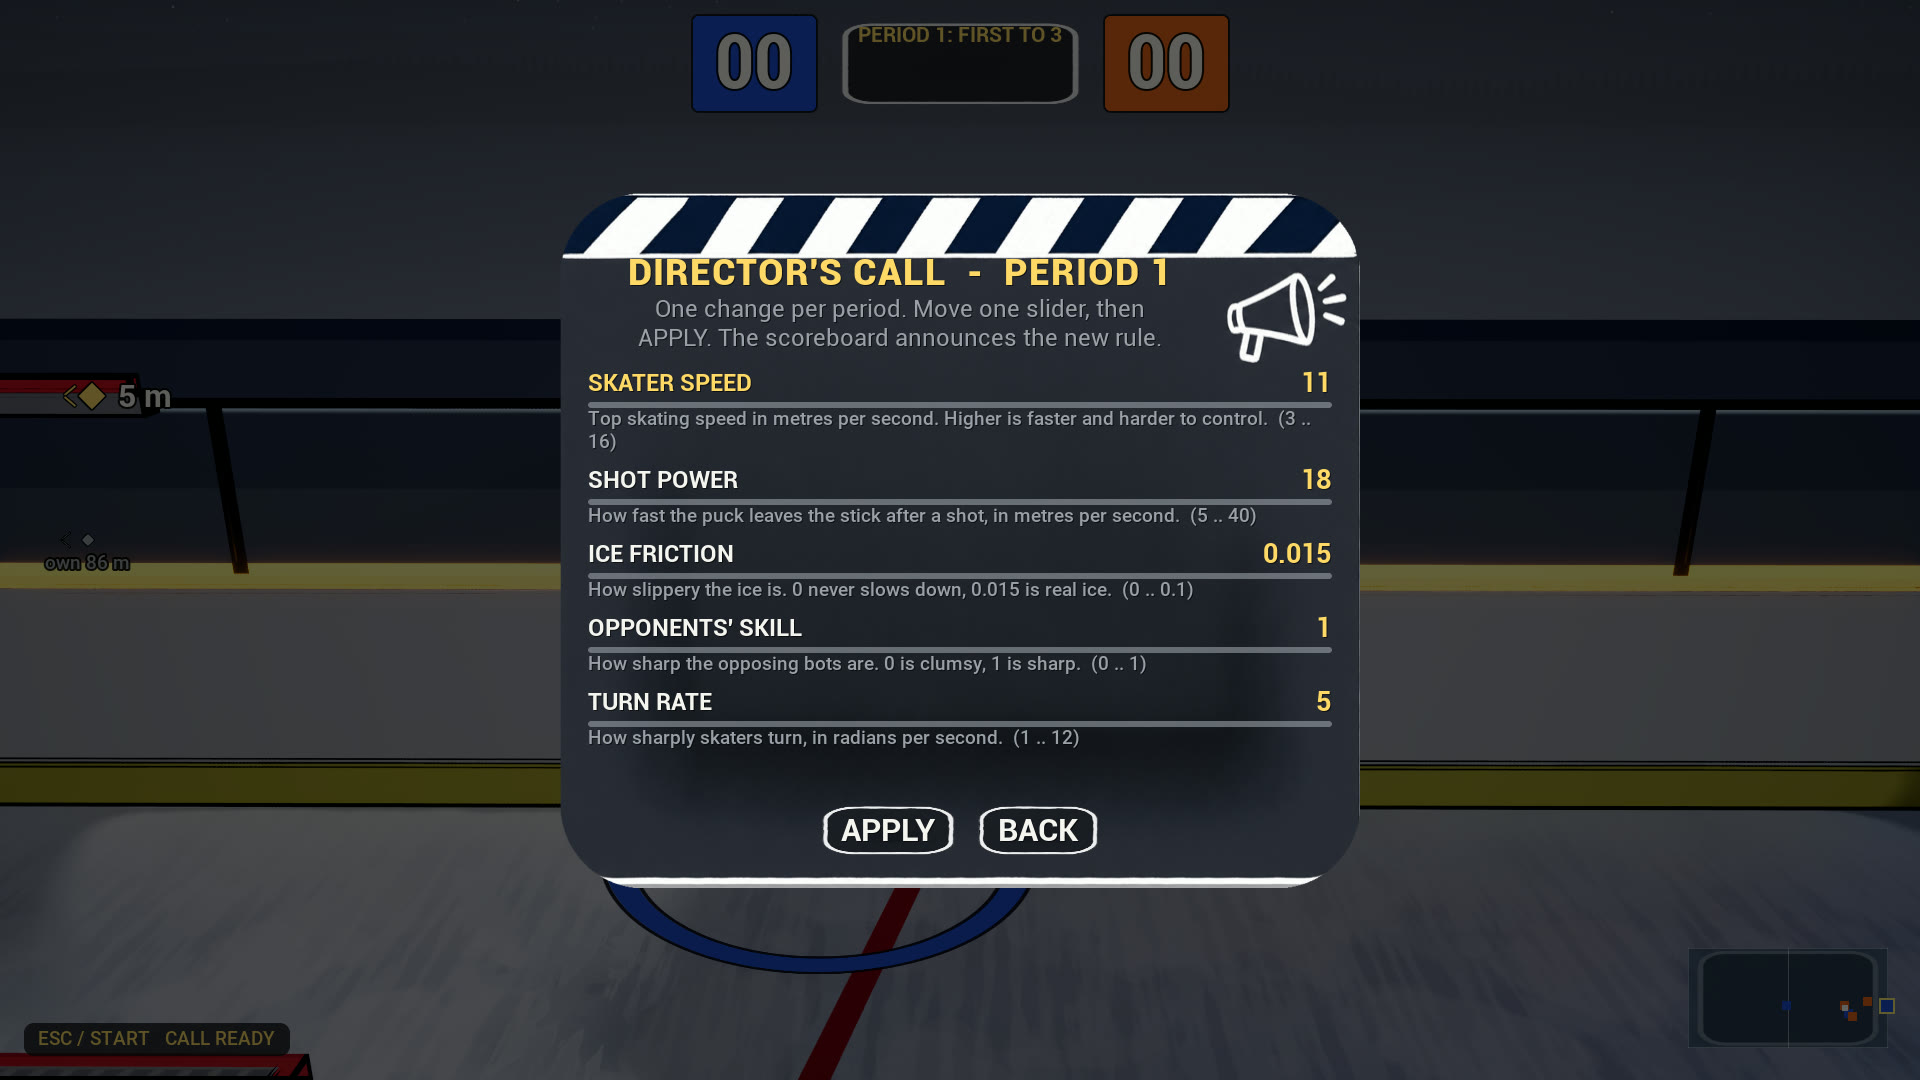 00
PERIOD 1: FIRST TO 3
00
DIRECTOR'S CALL - PERIOD 1
One change per period. Move one slider, then
APPLY. The scoreboard announces the new rule.
SKATER SPEED 11
Top skating speed in metres per second. Higher is faster and harder to control. (3 ..
16)
SHOT POWER 18
How fast the puck leaves the stick after a shot, in metres per second. (5 .. 40)
ICE FRICTION 0.015
How slippery the ice is. 0 never slows down, 0.015 is real ice. (0 .. 0.1)
OPPONENTS' SKILL 1
How sharp the opposing bots are. 0 is clumsy, 1 is sharp. (0 .. 1)
TURN RATE 5
How sharply skaters turn, in radians per second. (1 .. 12)
APPLY BACK
5 m
own 86 m
ESC / START CALL READY